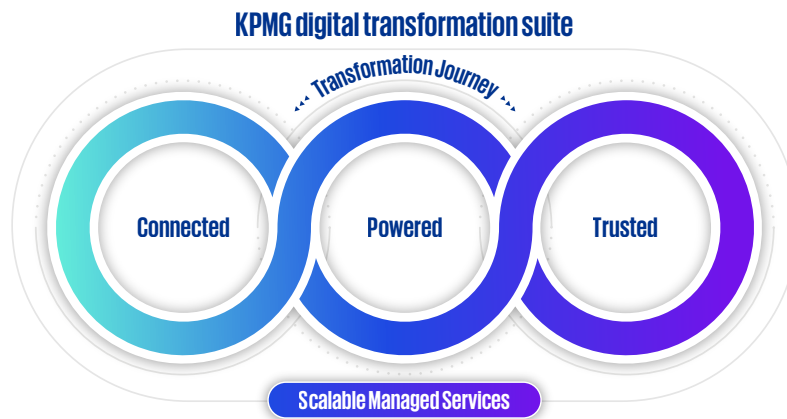 KPMG digital transformation suite
Transformation Journey
Connected
Powered
Trusted
Scalable Managed Services